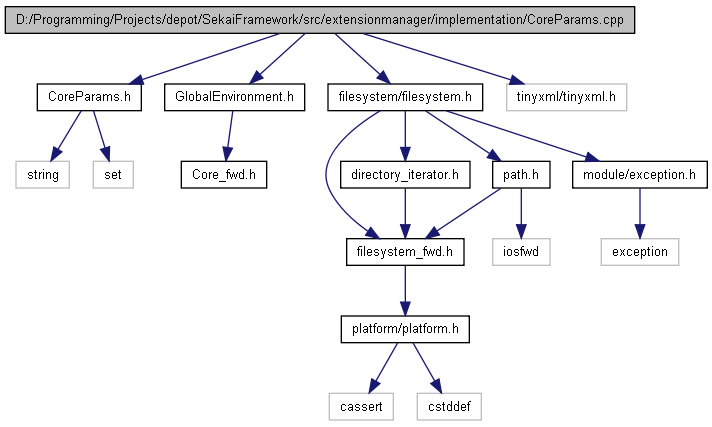 D:/Programming/Projects/depot/SekaiFramework/src/extensionmanager/implementation/CoreParams.cpp
CoreParams.h
GlobalEnvironment.h
filesystem/filesystem.h
tinyxml/tinyxml.h
string
set
Core_fwd.h
directory_iterator.h
path.h
module/exception.h
filesystem_fwd.h
iosfwd
exception
platform/platform.h
cassert
cstddef